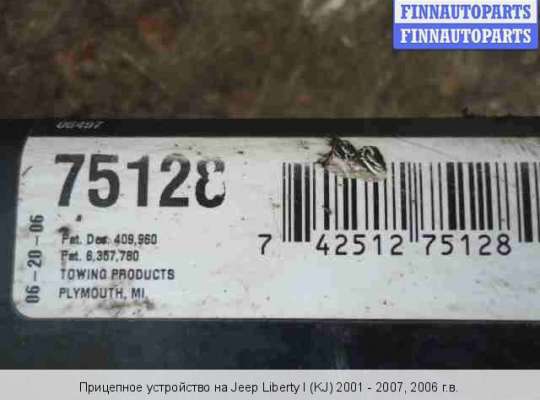 FINNAUTOPARTS
FINNAUTOPARTS
06497
75128
06-20-06
Pat. Des. 409,960
Pat. 6,357,780
TOWING PRODUCTS
PLYMOUTH, MI
7 42512 75128
Прицепное устройство на Jeep Liberty I (KJ) 2001 - 2007, 2006 г.в.